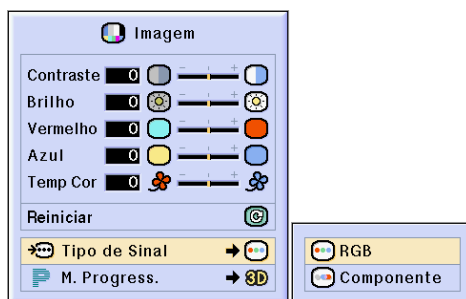 Imagem
Contraste 0 - +
Brilho 0 - +
Vermelho 0 - +
Azul 0 - +
Temp Cor 0 - +
Reiniciar
Tipo de Sinal
P M. Progress. 3D
RGB
Componente